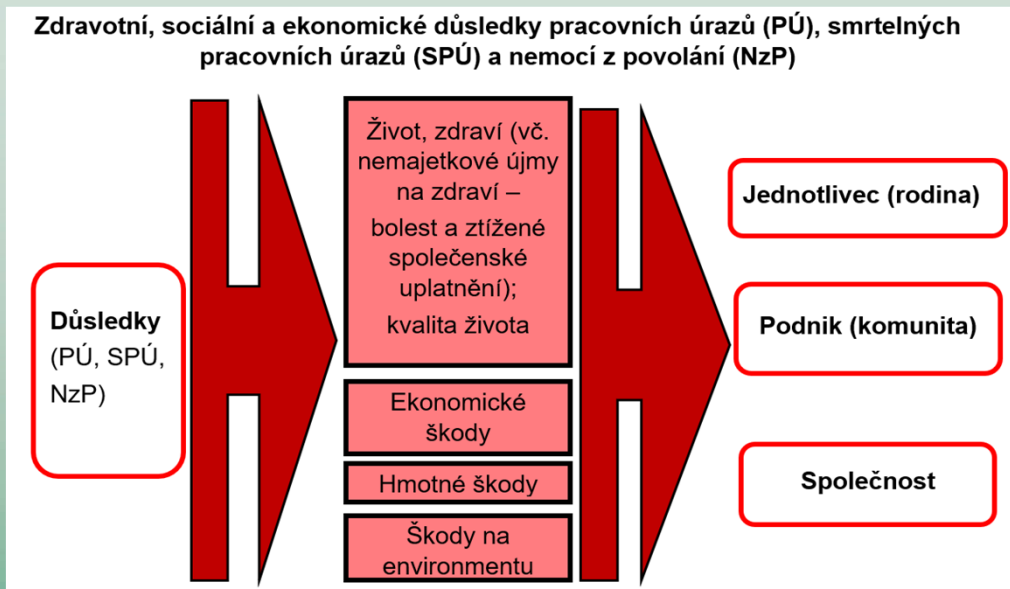 Zdravotní, sociální a ekonomické důsledky pracovních úrazů (PÚ), smrtelných
pracovních úrazů (SPÚ) a nemocí z povolání (NzP)
Důsledky
(PÚ, SPÚ,
NzP)
Život, zdraví (vč.
nemajetkové újmy
na zdraví –
bolest a ztížené
společenské
uplatnění);
kvalita života
Ekonomické
škody
Hmotné škody
Škody na
environmentu
Jednotlivec (rodina)
Podnik (komunita)
Společnost